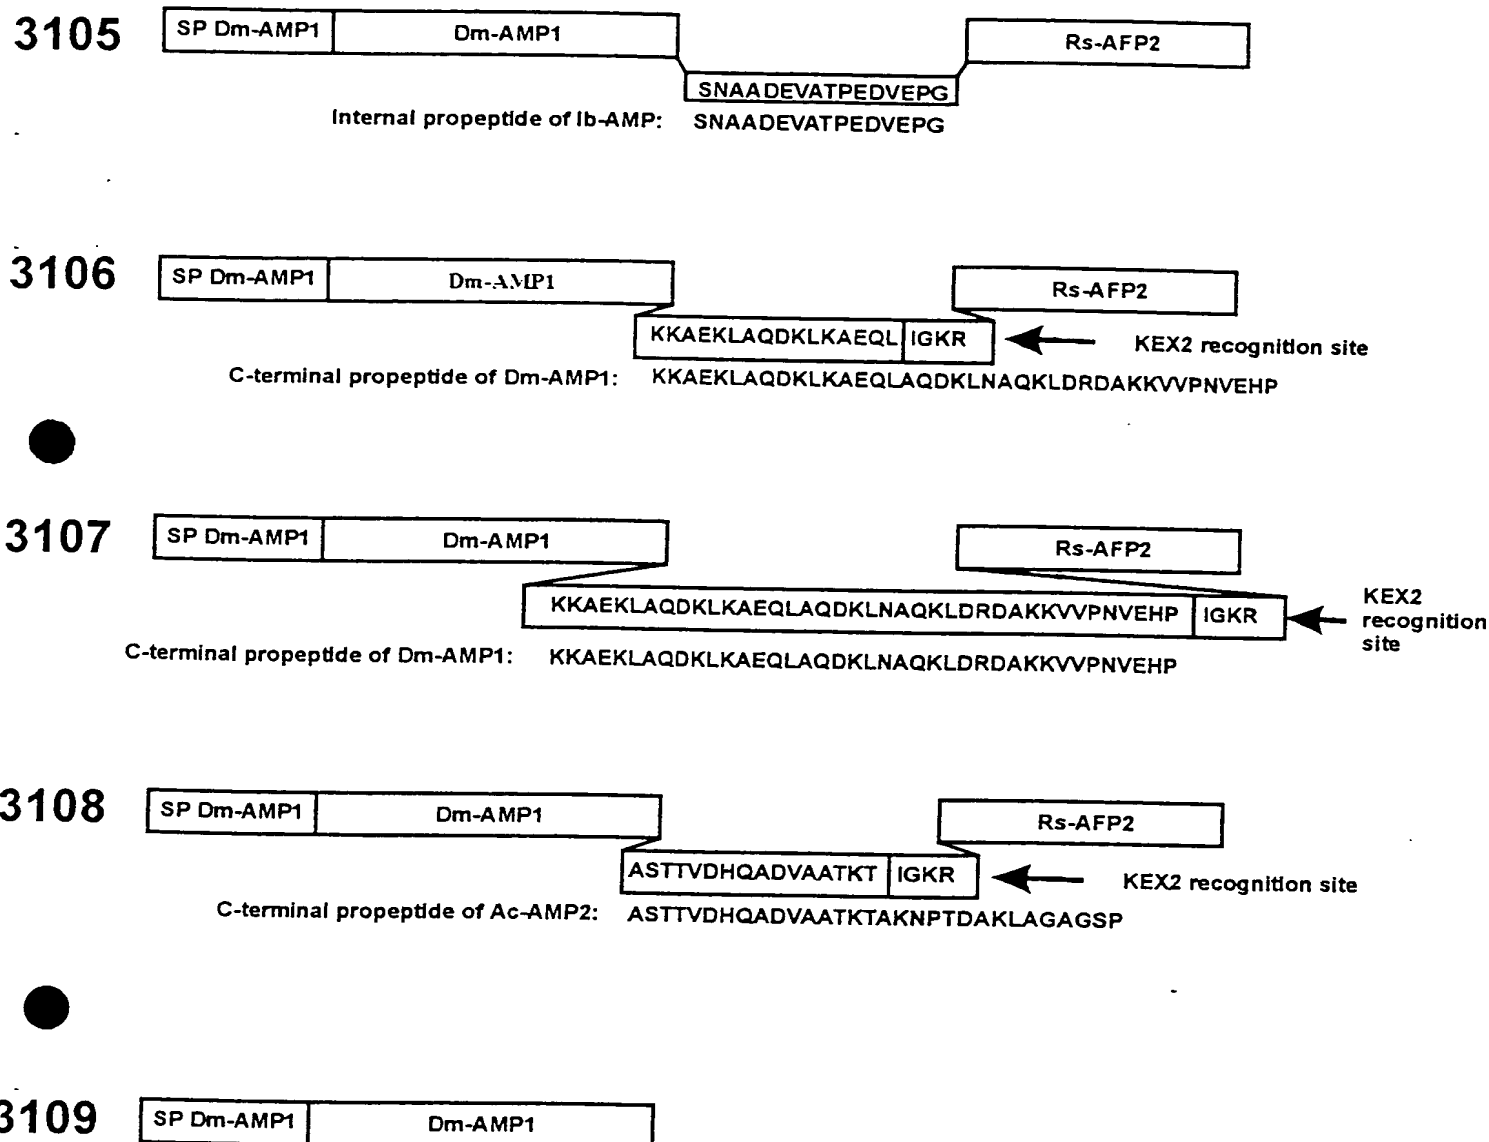 3105 SP Dm-AMP1 Dm-AMP1 Rs-AFP2
SNAADEVATPEDVEPG
Internal propeptide of Ib-AMP: SNAADEVATPEDVEPG
3106 SP Dm-AMP1 Dm-AMP1 Rs-AFP2
KKAEKLAQDKLKAEQL IGKR KEX2 recognition site
C-terminal propeptide of Dm-AMP1: KKAEKLAQDKLKAEQLAQDKLNAQKLDRDAKKVVPNVEHP
3107 SP Dm-AMP1 Dm-AMP1 Rs-AFP2
KKAEKLAQDKLKAEQLAQDKLNAQKLDRDAKKVVPNVEHP IGKR KEX2
recognition
site
C-terminal propeptide of Dm-AMP1: KKAEKLAQDKLKAEQLAQDKLNAQKLDRDAKKVVPNVEHP
3108 SP Dm-AMP1 Dm-AMP1 Rs-AFP2
ASTTVDHQADVAATKT IGKR KEX2 recognition site
C-terminal propeptide of Ac-AMP2: ASTTVDHQADVAATKTAKNPTDAKLAGAGSP
3109 SP Dm-AMP1 Dm-AMP1